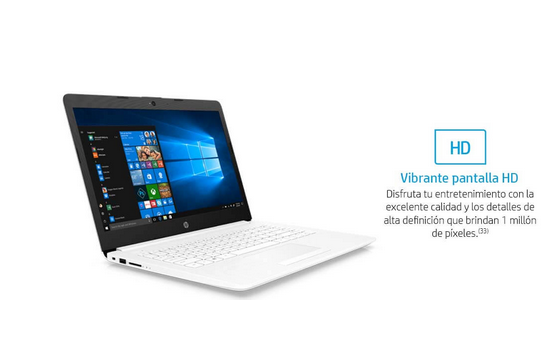 HD
Vibrante pantalla HD
Disfruta tu entretenimiento con la
excelente calidad y los detalles de
alta definición que brindan 1 millón
de píxeles.(33)
hp